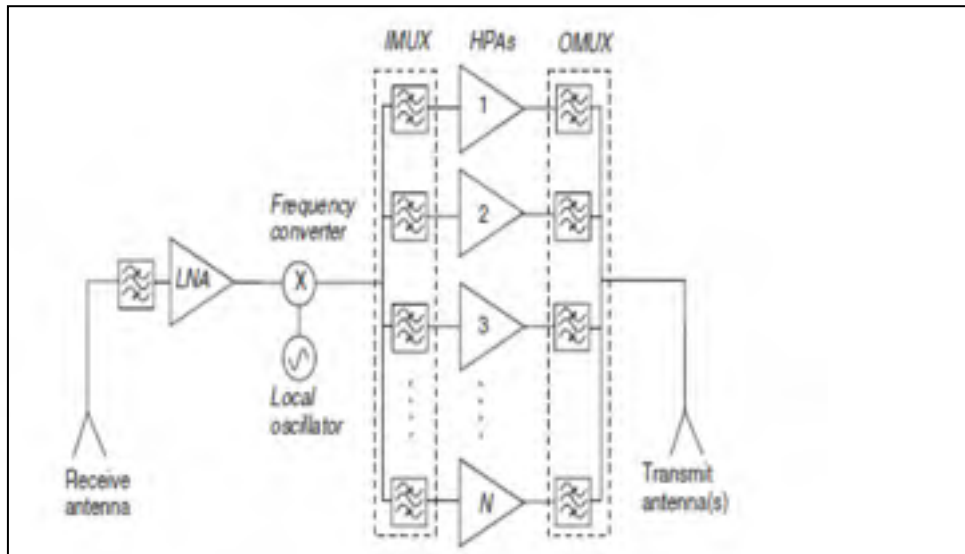 IMUX HPAs OMUX
1
Frequency
converter
2
LNA
X
3
Local
oscillator
Receive
antenna
N
Transmit
antenna(s)